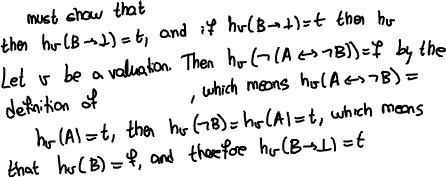 must show that
then hᵥ(B→⊥)=t, and if hᵥ(B→⊥)=t then hᵥ
Let v be a valuation. Then hᵥ(¬(A↔¬B))=f by the
definition of , which means hᵥ(A↔¬B)=
hᵥ(A)=t, then hᵥ(¬B)=hᵥ(A)=t, which means
that hᵥ(B)=f, and therefore hᵥ(B→⊥)=t